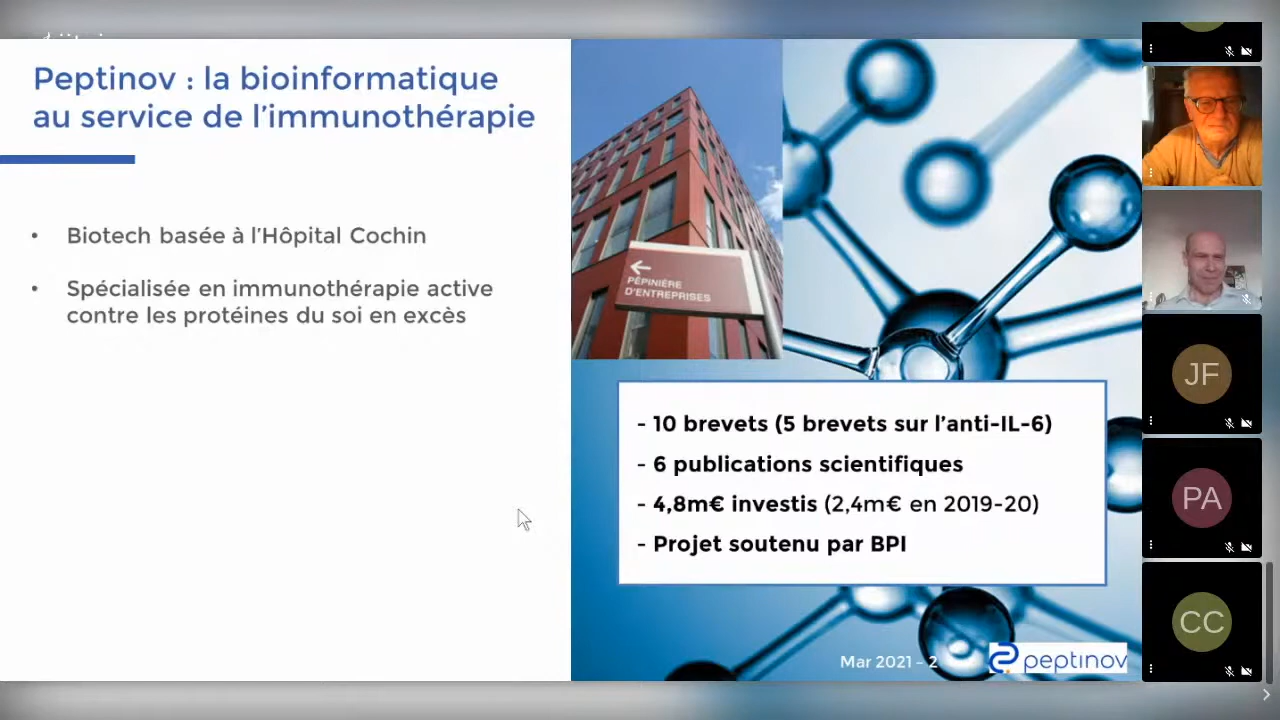 Peptinov : la bioinformatique
au service de l'immunothérapie
• Biotech basée à l'Hôpital Cochin
• Spécialisée en immunothérapie active
contre les protéines du soi en excès
PÉPINIÈRE
D'ENTREPRISES
- 10 brevets (5 brevets sur l'anti-IL-6)
- 6 publications scientifiques
- 4,8m€ investis (2,4m€ en 2019-20)
- Projet soutenu par BPI
Mar 2021 - 2
peptinov
JF
PA
CC